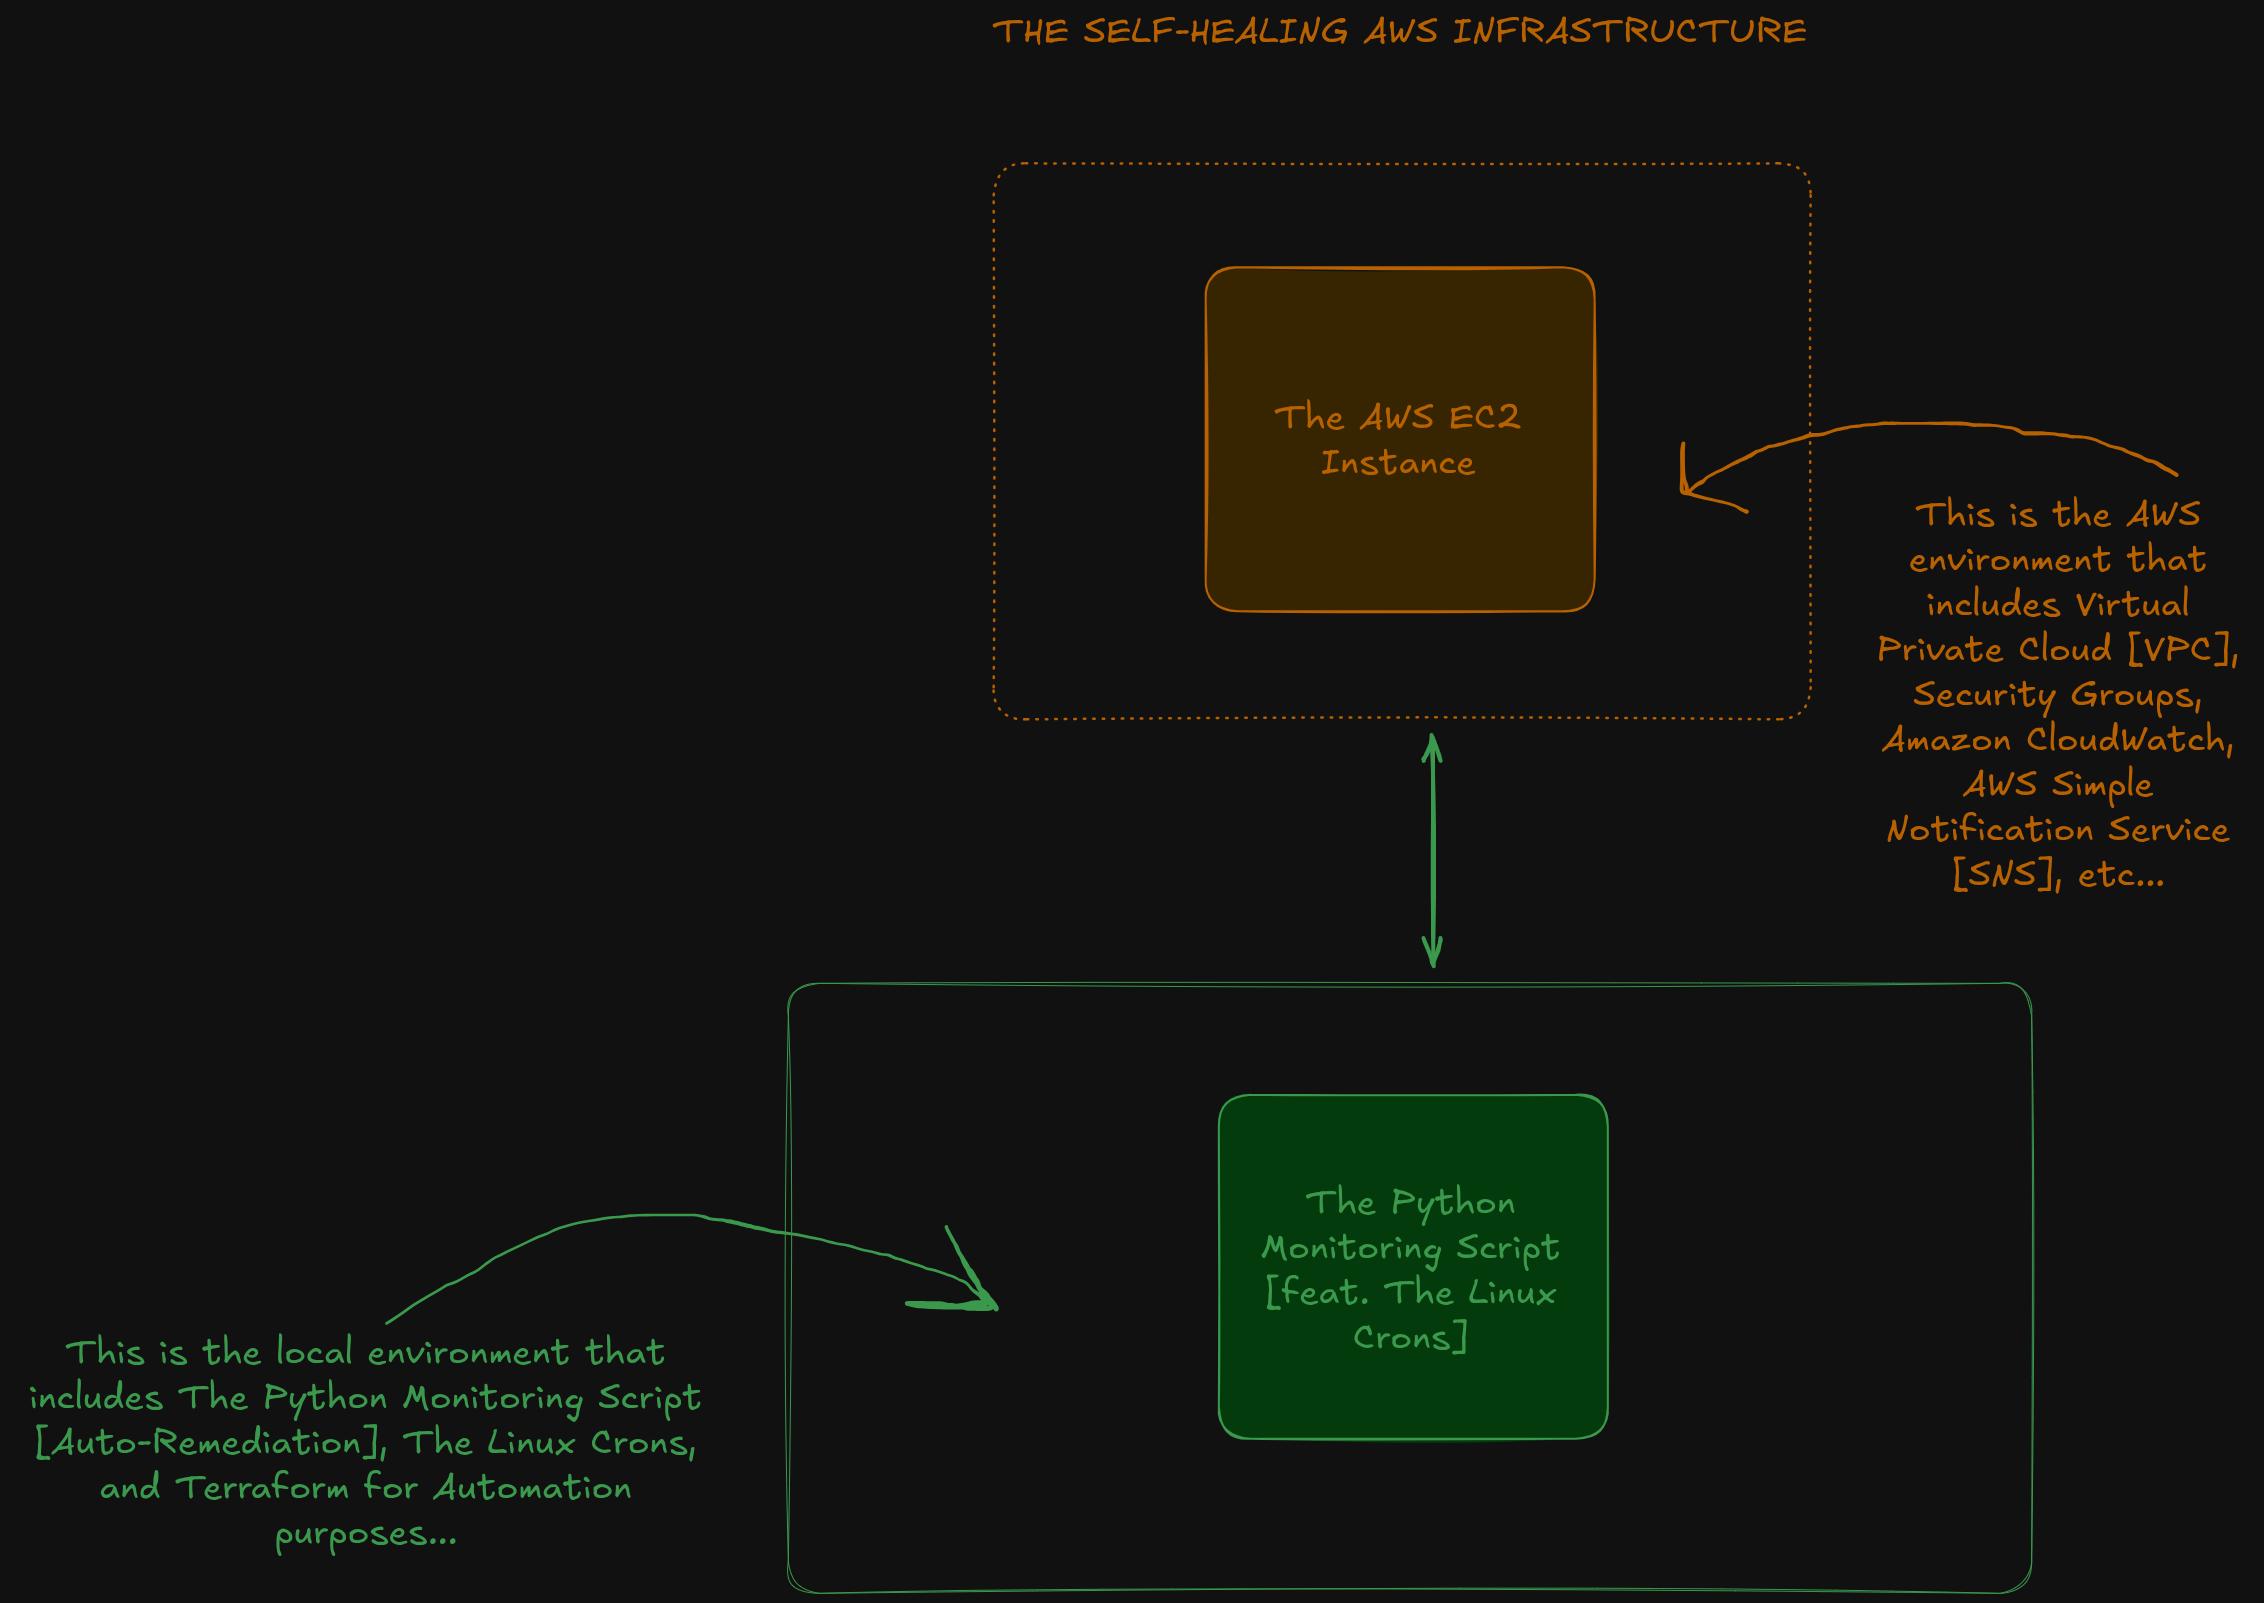 THE SELF-HEALING AWS INFRASTRUCTURE
The AWS EC2
Instance
This is the AWS
environment that
includes Virtual
Private Cloud [VPC],
Security Groups,
Amazon CloudWatch,
AWS Simple
Notification Service
[SNS], etc...
The Python
Monitoring Script
[feat. The Linux
Crons]
This is the local environment that
includes The Python Monitoring Script
[Auto-Remediation], The Linux Crons,
and Terraform for Automation
purposes...